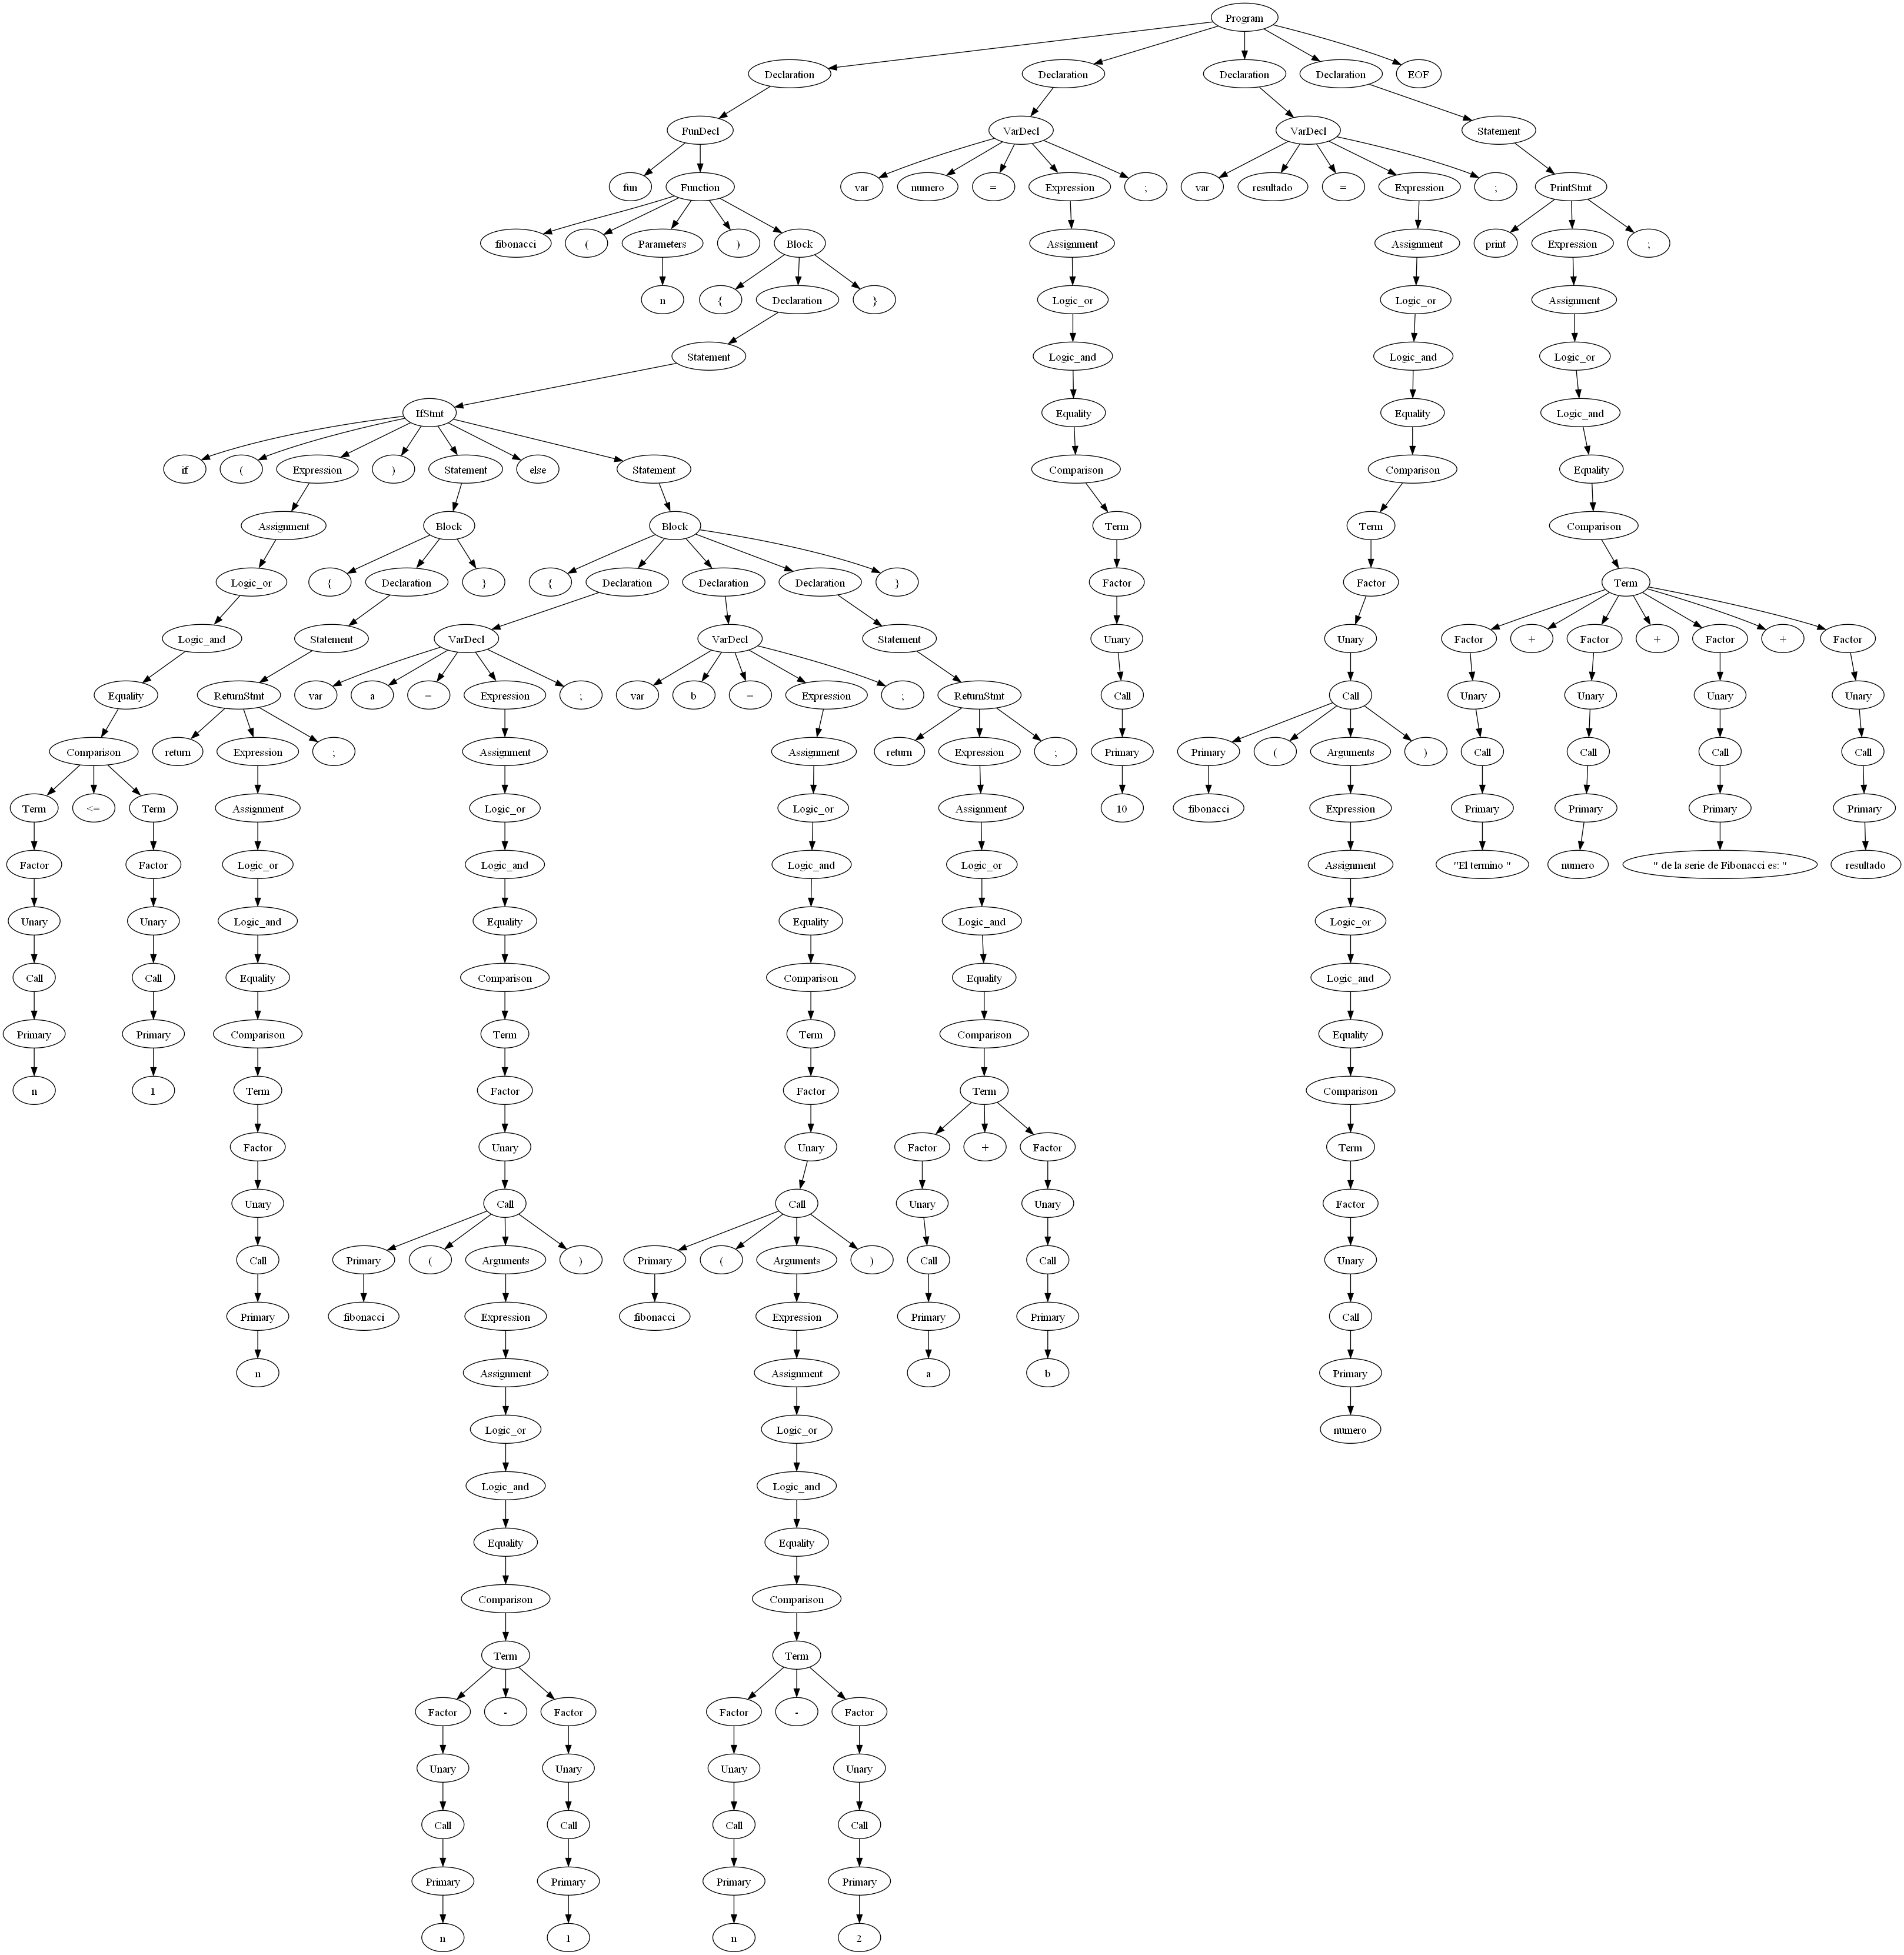 Program
Declaration Declaration Declaration Declaration EOF
FunDecl VarDecl VarDecl Statement
fun Function var numero = Expression ; var resultado = Expression ; PrintStmt
fibonacci ( Parameters ) Block Assignment Assignment print Expression ;
n { Declaration } Logic_or Logic_or Assignment
Statement Logic_and Logic_and Logic_or
IfStmt Equality Equality Logic_and
if ( Expression ) Statement else Statement Comparison Comparison Equality
Assignment Block Block Term Term Comparison
Logic_or { Declaration } { Declaration Declaration Declaration } Factor Factor Term
Logic_and Statement VarDecl VarDecl Statement Unary Unary Factor + Factor + Factor + Factor
Equality ReturnStmt var a = Expression ; var b = Expression ; ReturnStmt Call Call Unary Unary Unary Unary
Comparison return Expression ; Assignment Assignment return Expression ; Primary Primary ( Arguments ) Call Call Call Call
Term <= Term Assignment Logic_or Logic_or Assignment 10 fibonacci Expression Primary Primary Primary Primary
Factor Factor Logic_or Logic_and Logic_and Logic_or Assignment "El termino " numero " de la serie de Fibonacci es: " resultado
Unary Unary Logic_and Equality Equality Logic_and Logic_or
Call Call Equality Comparison Comparison Equality Logic_and
Primary Primary Comparison Term Term Comparison Equality
n 1 Term Factor Factor Term Comparison
Factor Unary Unary Factor + Factor Term
Unary Call Call Unary Unary Factor
Call Primary ( Arguments ) Primary ( Arguments ) Call Call Unary
Primary fibonacci Expression fibonacci Expression Primary Primary Call
n Assignment Assignment a b Primary
Logic_or Logic_or numero
Logic_and Logic_and
Equality Equality
Comparison Comparison
Term Term
Factor - Factor Factor - Factor
Unary Unary Unary Unary
Call Call Call Call
Primary Primary Primary Primary
n 1 n 2